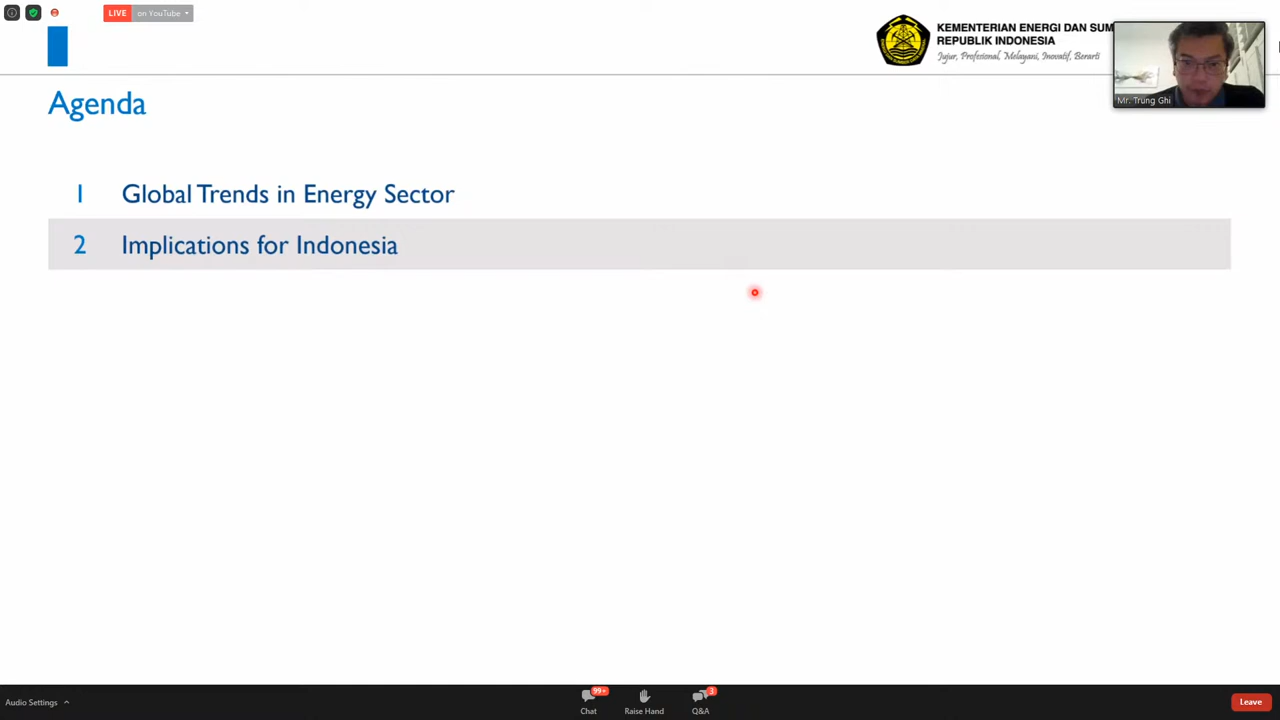 LIVE on YouTube
KEMENTERIAN ENERGI DAN SUM
REPUBLIK INDONESIA
Jujur, Profesional, Melayani, Inovatif, Berarti
Mr. Trung Ghi
Agenda
1 Global Trends in Energy Sector
2 Implications for Indonesia
Audio Settings
99+
Chat
Raise Hand
3
Q&A
Leave